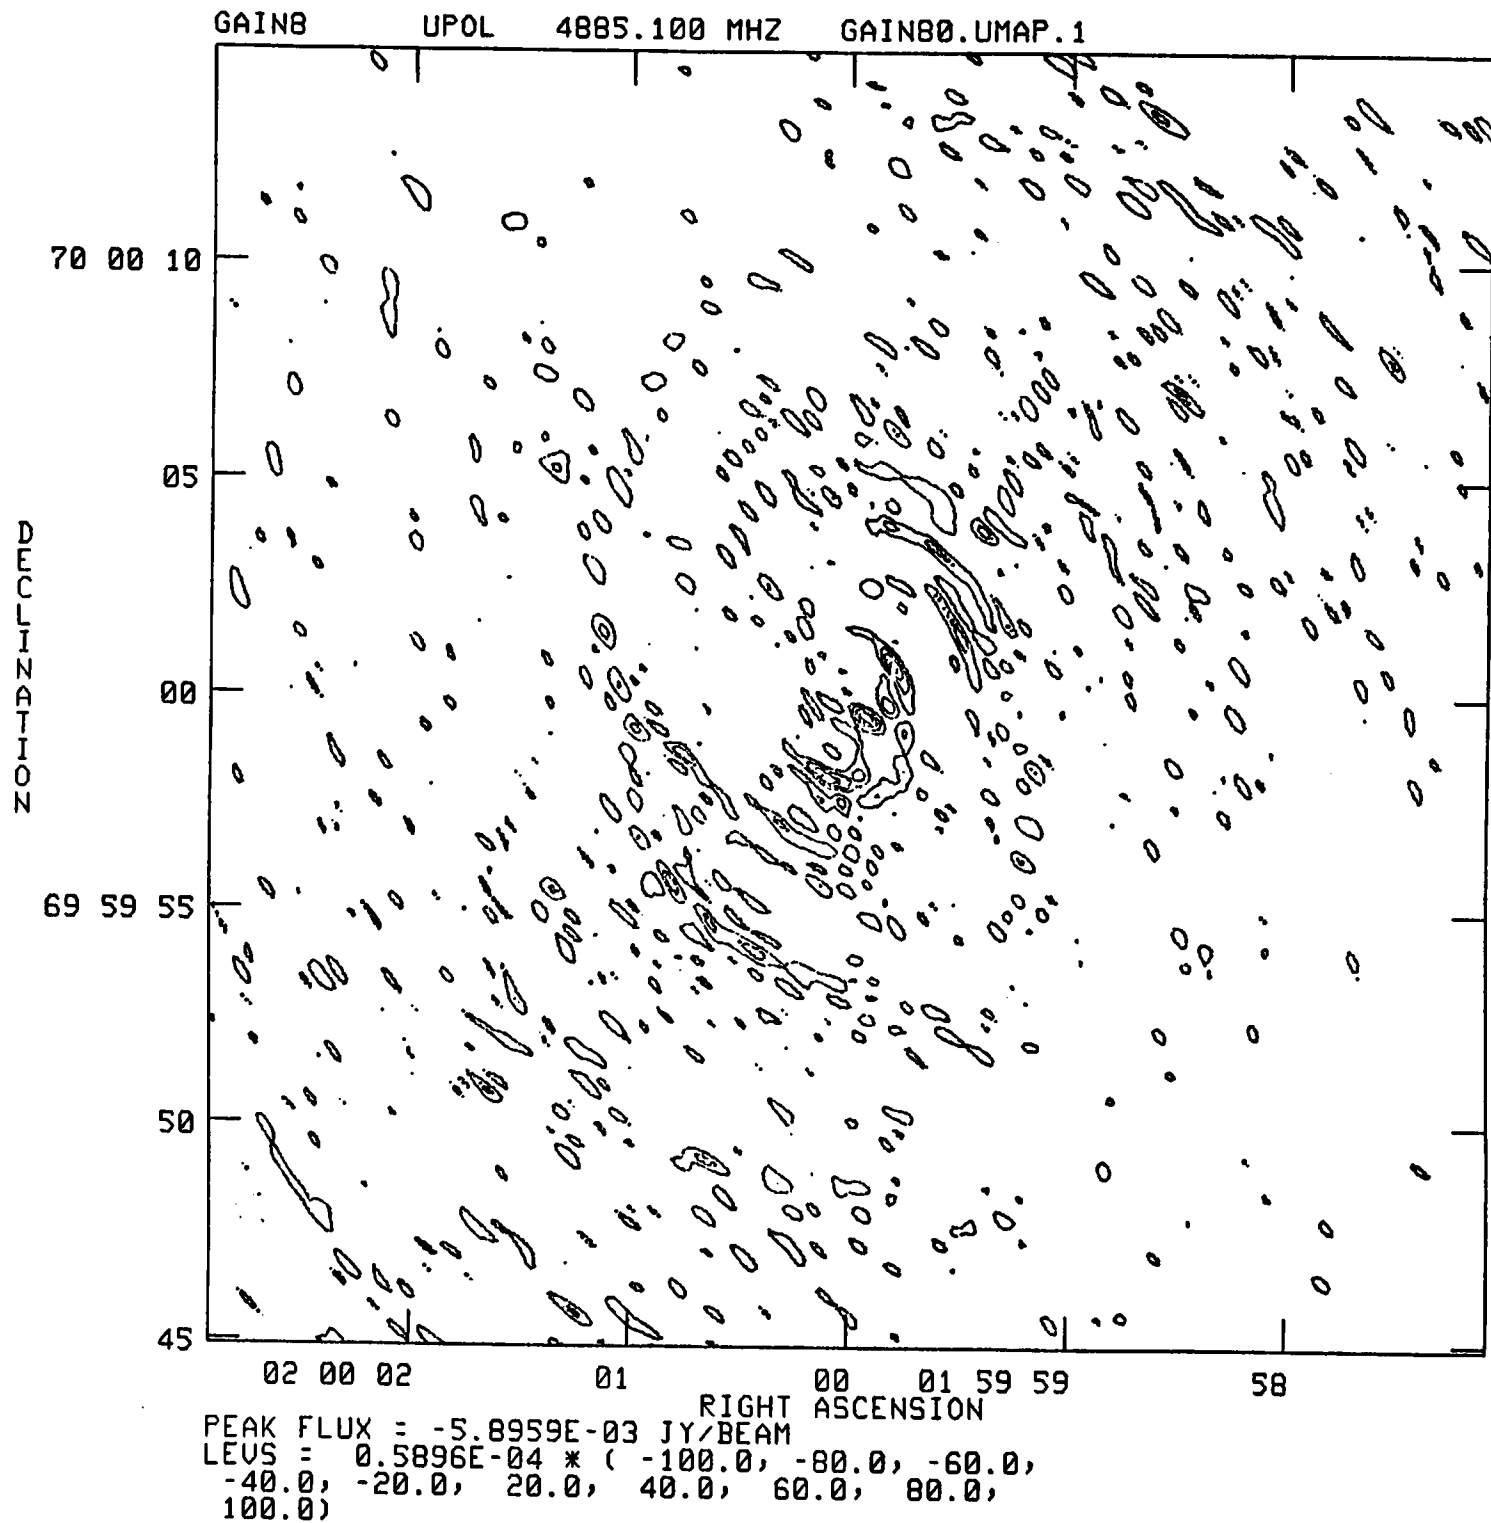 GAIN8 UPOL 4885.100 MHZ GAIN80.UMAP.1
70 00 10
05
DECLINATION
00
69 59 55
50
45
02 00 02 01 00 01 59 59 58
RIGHT ASCENSION
PEAK FLUX = -5.8959E-03 JY/BEAM
LEVS = 0.5896E-04 * ( -100.0, -80.0, -60.0,
-40.0, -20.0, 20.0, 40.0, 60.0, 80.0,
100.0)